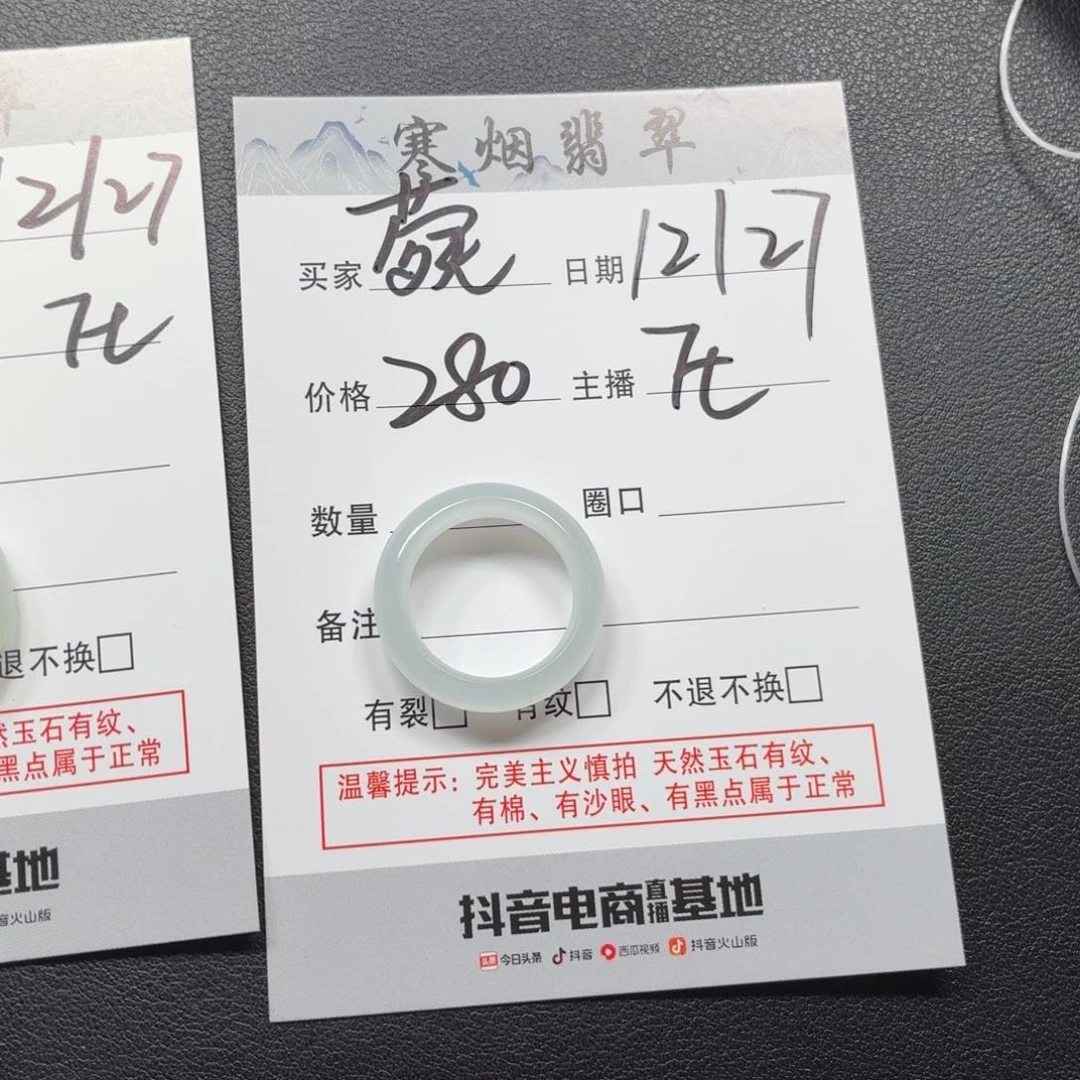 寒烟翡翠
买家 日期 12/27
价格 280 主播
数量 圈口
备注
有裂 有纹 不退不换
温馨提示：完美主义慎拍 天然玉石有纹、
有棉、有沙眼、有黑点属于正常
抖音电商直播基地
今日头条 抖音 西瓜视频 抖音火山版
翠
12/27
退不换
然玉石有纹、
黑点属于正常
基地
音火山版